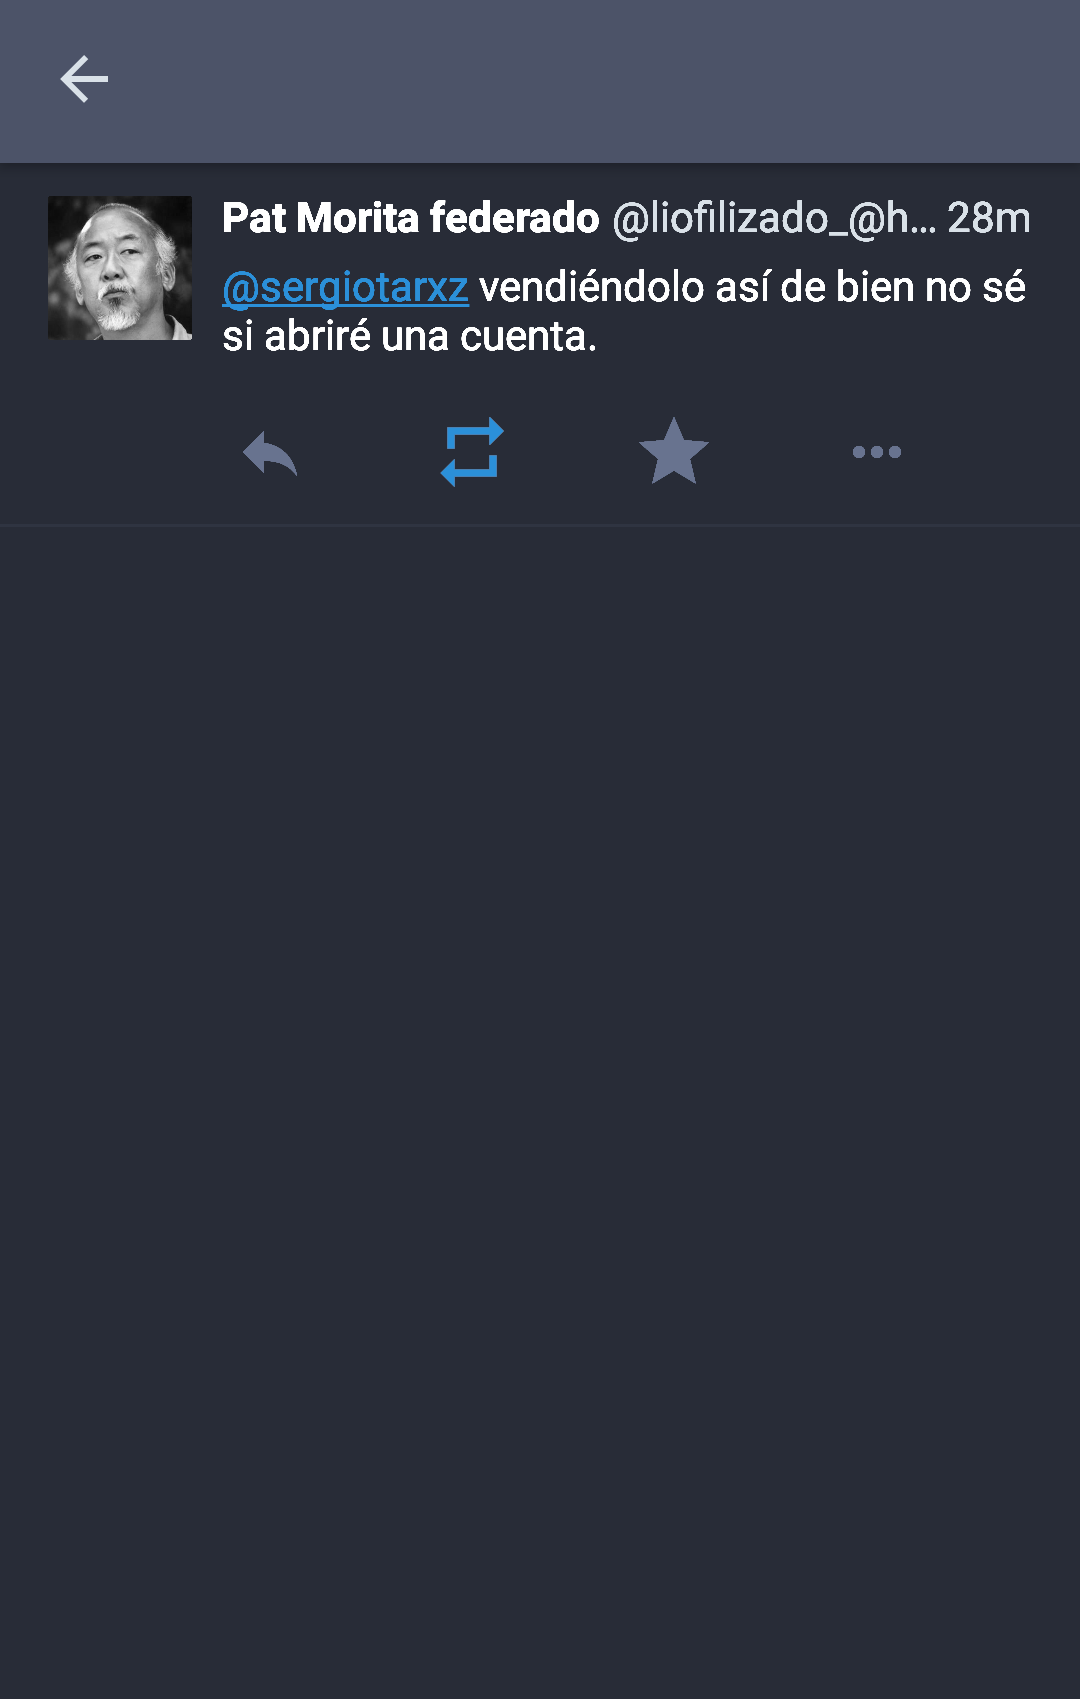 Pat Morita federado @liofilizado_@h... 28m
@sergiotarxz vendiéndolo así de bien no sé
si abriré una cuenta.